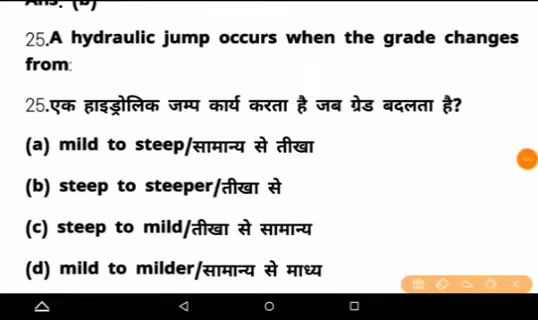 Ans. (b)
25.A hydraulic jump occurs when the grade changes
from:
25.एक हाइड्रोलिक जम्प कार्य करता है जब ग्रेड बदलता है?
(a) mild to steep/सामान्य से तीखा
(b) steep to steeper/तीखा से
(c) steep to mild/तीखा से सामान्य
(d) mild to milder/सामान्य से माध्य